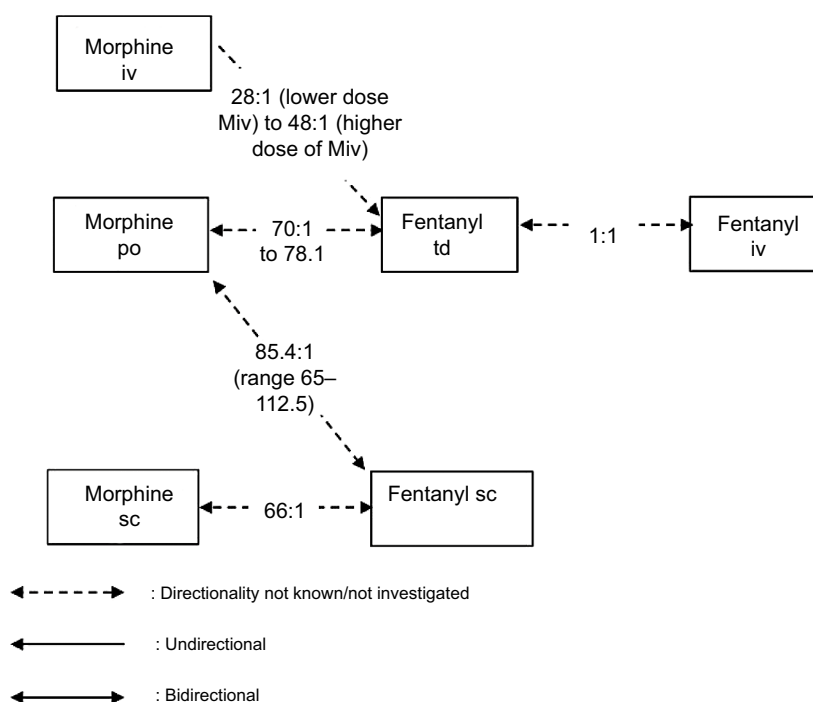 Morphine
iv
28:1 (lower dose
Miv) to 48:1 (higher
dose of Miv)
Morphine
po
70:1
to 78.1
Fentanyl
td
1:1
Fentanyl
iv
85.4:1
(range 65–
112.5)
Morphine
sc
66:1
Fentanyl sc
: Directionality not known/not investigated
: Undirectional
: Bidirectional